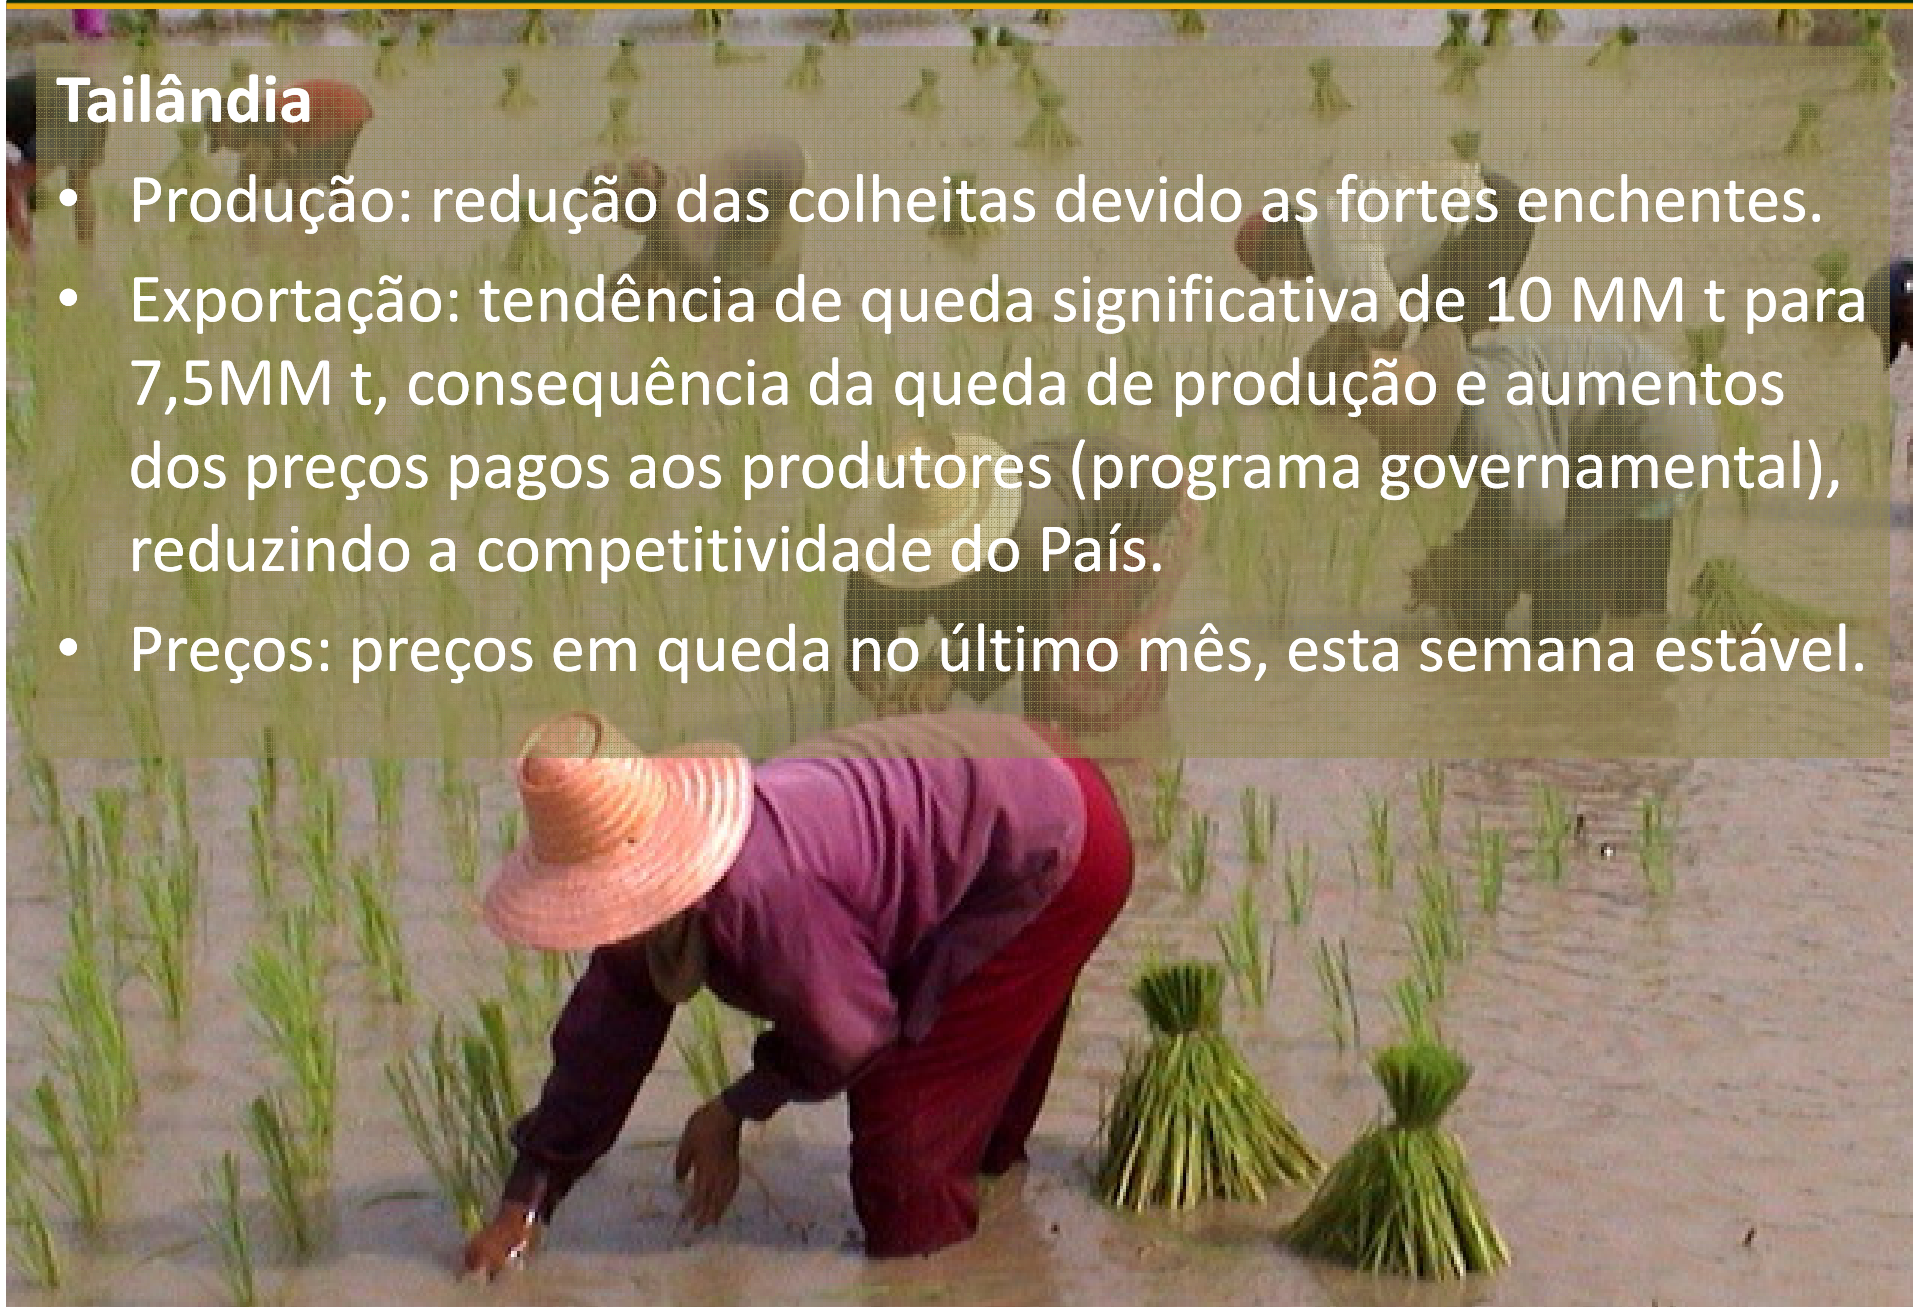 Tailândia
• Produção: redução das colheitas devido as fortes enchentes.
• Exportação: tendência de queda significativa de 10 MM t para
7,5MM t, consequência da queda de produção e aumentos
dos preços pagos aos produtores (programa governamental),
reduzindo a competitividade do País.
• Preços: preços em queda no último mês, esta semana estável.